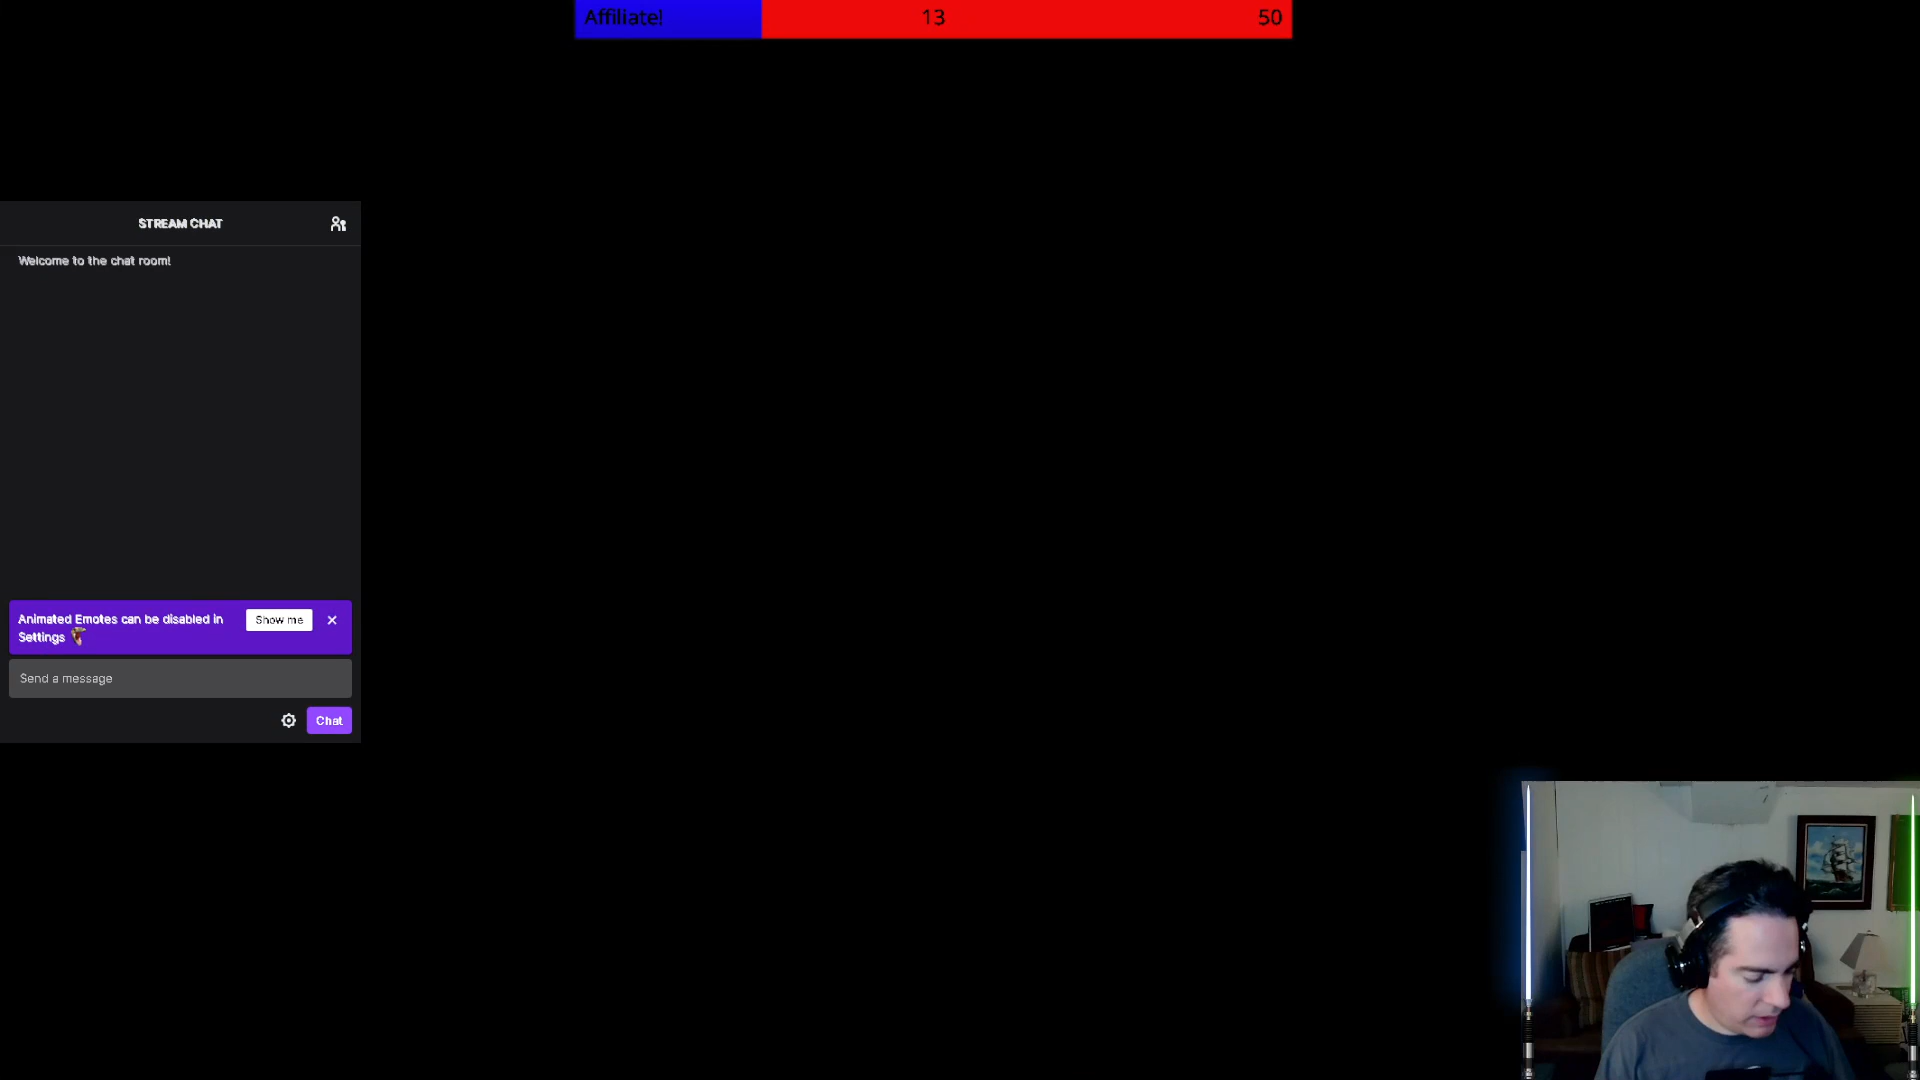 Affiliate! 13 50
STREAM CHAT
Welcome to the chat room!
Animated Emotes can be disabled in
Settings
Show me
Send a message
Chat